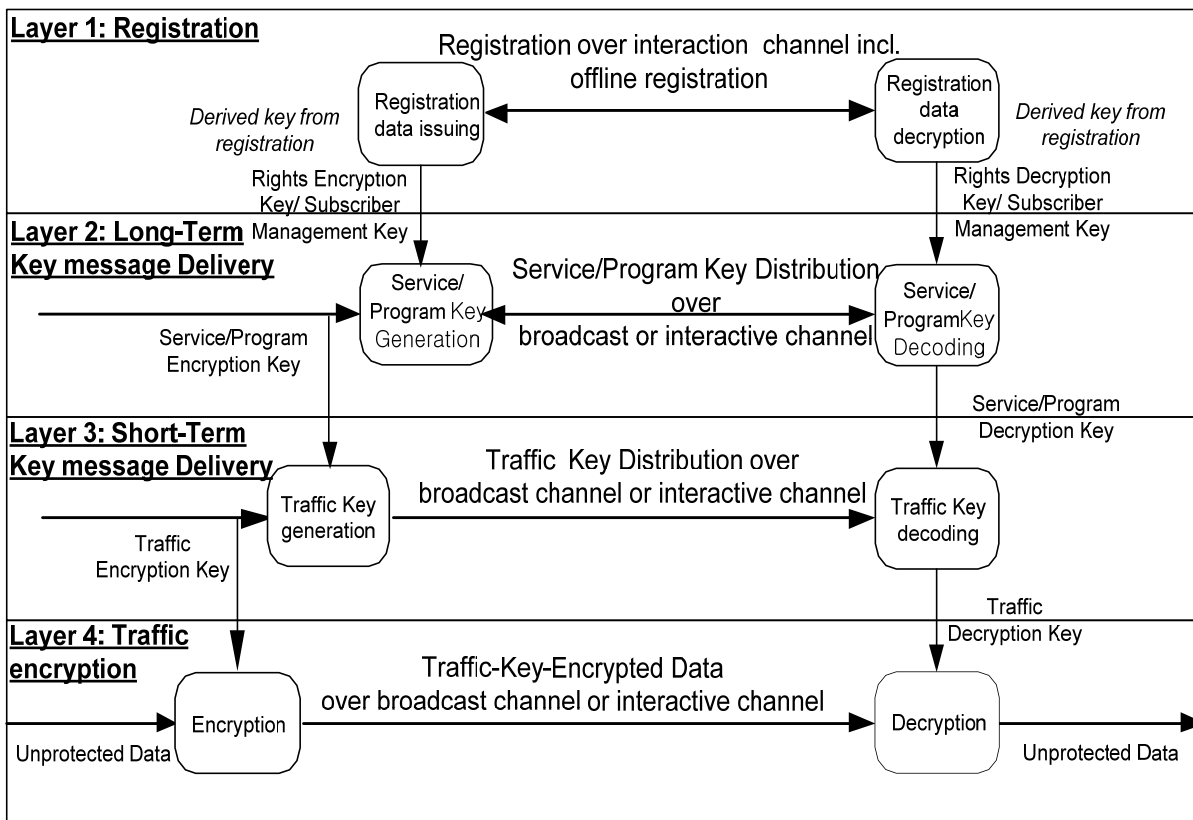 Layer 1: Registration
Registration over interaction channel incl.
offline registration
Registration
data issuing
Registration
data
decryption
Derived key from
registration
Derived key from
registration
Rights Encryption
Key/ Subscriber
Management Key
Rights Decryption
Key/ Subscriber
Management Key
Layer 2: Long-Term
Key message Delivery
Service/
Program Key
Generation
Service/Program Key Distribution
over
broadcast or interactive channel
Service/
ProgramKey
Decoding
Service/Program
Encryption Key
Service/Program
Decryption Key
Layer 3: Short-Term
Key message Delivery
Traffic Key
generation
Traffic Key Distribution over
broadcast channel or interactive channel
Traffic Key
decoding
Traffic
Encryption Key
Traffic
Decryption Key
Layer 4: Traffic
encryption
Encryption
Traffic-Key-Encrypted Data
over broadcast channel or interactive channel
Decryption
Unprotected Data
Unprotected Data